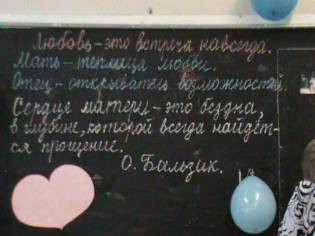 Любовь-это встреча навсегда.
Мать-теплица любви.
Отец-открыватель возможностей.
Сердце матери-это бездна,
в глубине, которой всегда найдёт-
ся прощение.
О. Бальзик.